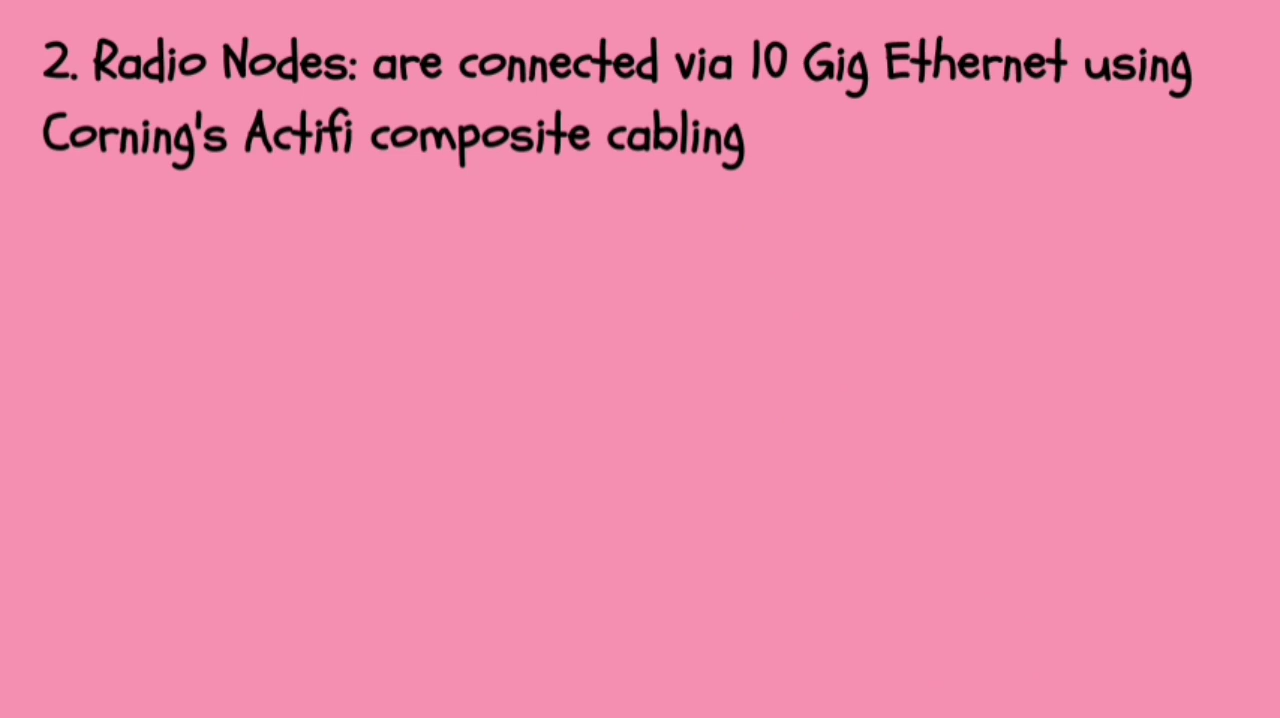 2. Radio Nodes: are connected via 10 Gig Ethernet using
Corning's Actifi composite cabling